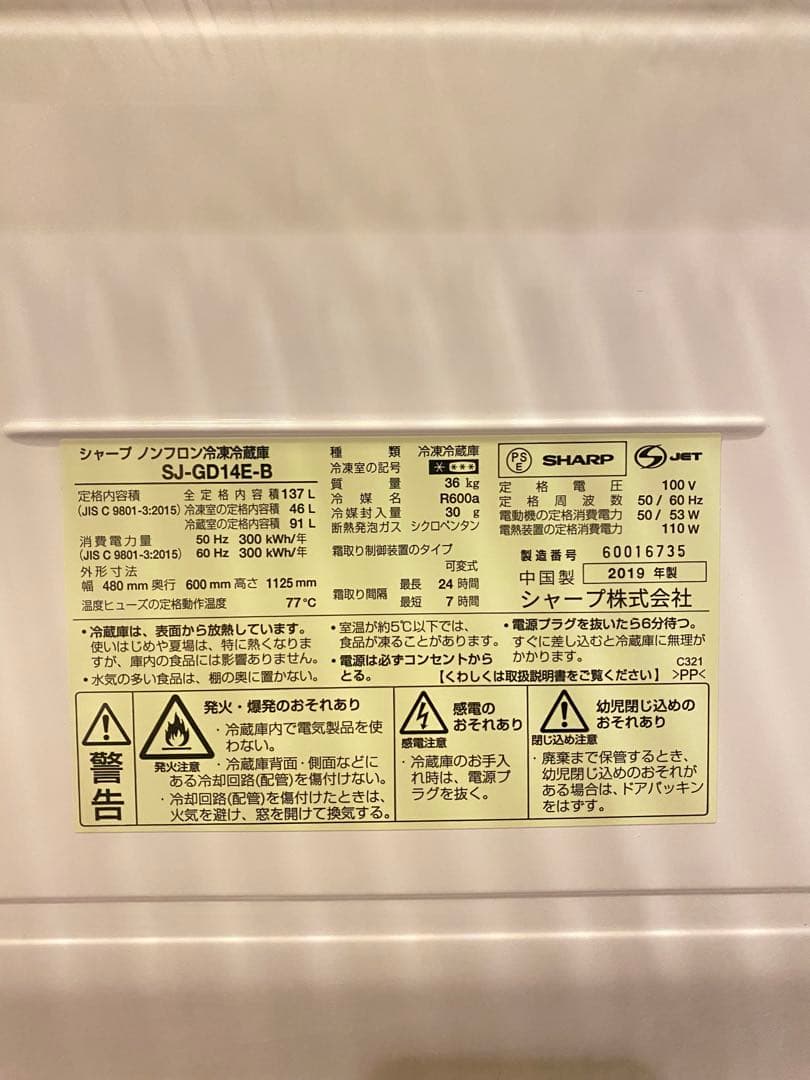 シャープ ノンフロン冷凍冷蔵庫
SJ-GD14E-B
定格内容積 全定格内容積 137 L
(JIS C 9801-3:2015) 冷凍室の定格内容積 46 L
冷蔵室の定格内容積 91 L
消費電力量 50 Hz 300 kWh/年
(JIS C 9801-3:2015) 60 Hz 300 kWh/年
外形寸法
幅 480 mm 奥行 600 mm 高さ 1125 mm
温度ヒューズの定格動作温度 77℃
種類 冷凍冷蔵庫
冷凍室の記号
質量 36 kg
冷媒名 R600a
冷媒封入量 30 g
断熱発泡ガス シクロペンタン
霜取り制御装置のタイプ
可変式
霜取り間隔 最長 24 時間
最短 7 時間
PS
E
SHARP
JET
定格電圧 100 V
定格周波数 50 / 60 Hz
電動機の定格消費電力 50 / 53 W
電熱装置の定格消費電力 110 W
製造番号 60016735
中国製 2019 年製
シャープ株式会社
・冷蔵庫は、表面から放熱しています。
使いはじめや夏場は、特に熱くなりま
すが、庫内の食品には影響ありません。
・水気の多い食品は、棚の奥に置かない。
・室温が約5℃以下では、
食品が凍ることがあります。
・電源は必ずコンセントから
とる。
・電源プラグを抜いたら6分待つ。
すぐに差し込むと冷蔵庫に無理が
かかります。
【くわしくは取扱説明書をご覧ください】
C321
>PP<
警告
発火・爆発のおそれあり
発火注意
・冷蔵庫内で電気製品を使
わない。
・冷蔵庫背面・側面などに
ある冷却回路(配管)を傷付けない。
・冷却回路(配管)を傷付けたときは、
火気を避け、窓を開けて換気する。
感電の
おそれあり
感電注意
・冷蔵庫のお手入
れ時は、電源プ
ラグを抜く。
幼児閉じ込めの
おそれあり
閉じ込め注意
・廃棄まで保管するとき、
幼児閉じ込めのおそれが
ある場合は、ドアパッキン
をはずす。